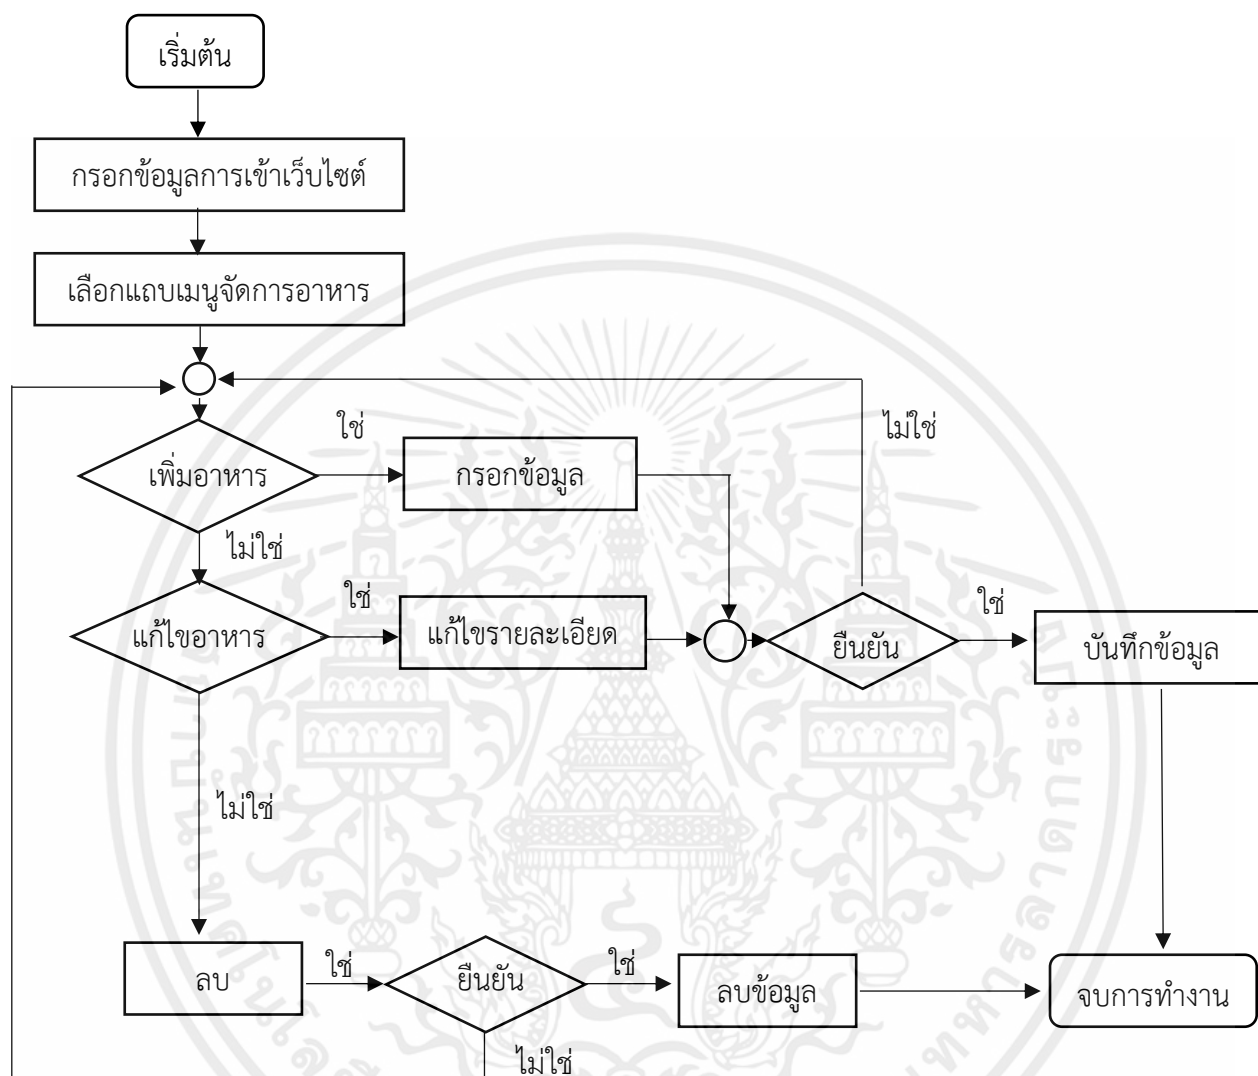 เริ่มต้น
กรอกข้อมูลการเข้าเว็บไซต์
เลือกแถบเมนูจัดการอาหาร
ใช่
ไม่ใช่
เพิ่มอาหาร
กรอกข้อมูล
ไม่ใช่
ใช่
ใช่
แก้ไขอาหาร
แก้ไขรายละเอียด
ยืนยัน
บันทึกข้อมูล
ไม่ใช่
ใช่
ใช่
ลบ
ยืนยัน
ลบข้อมูล
จบการทำงาน
ไม่ใช่